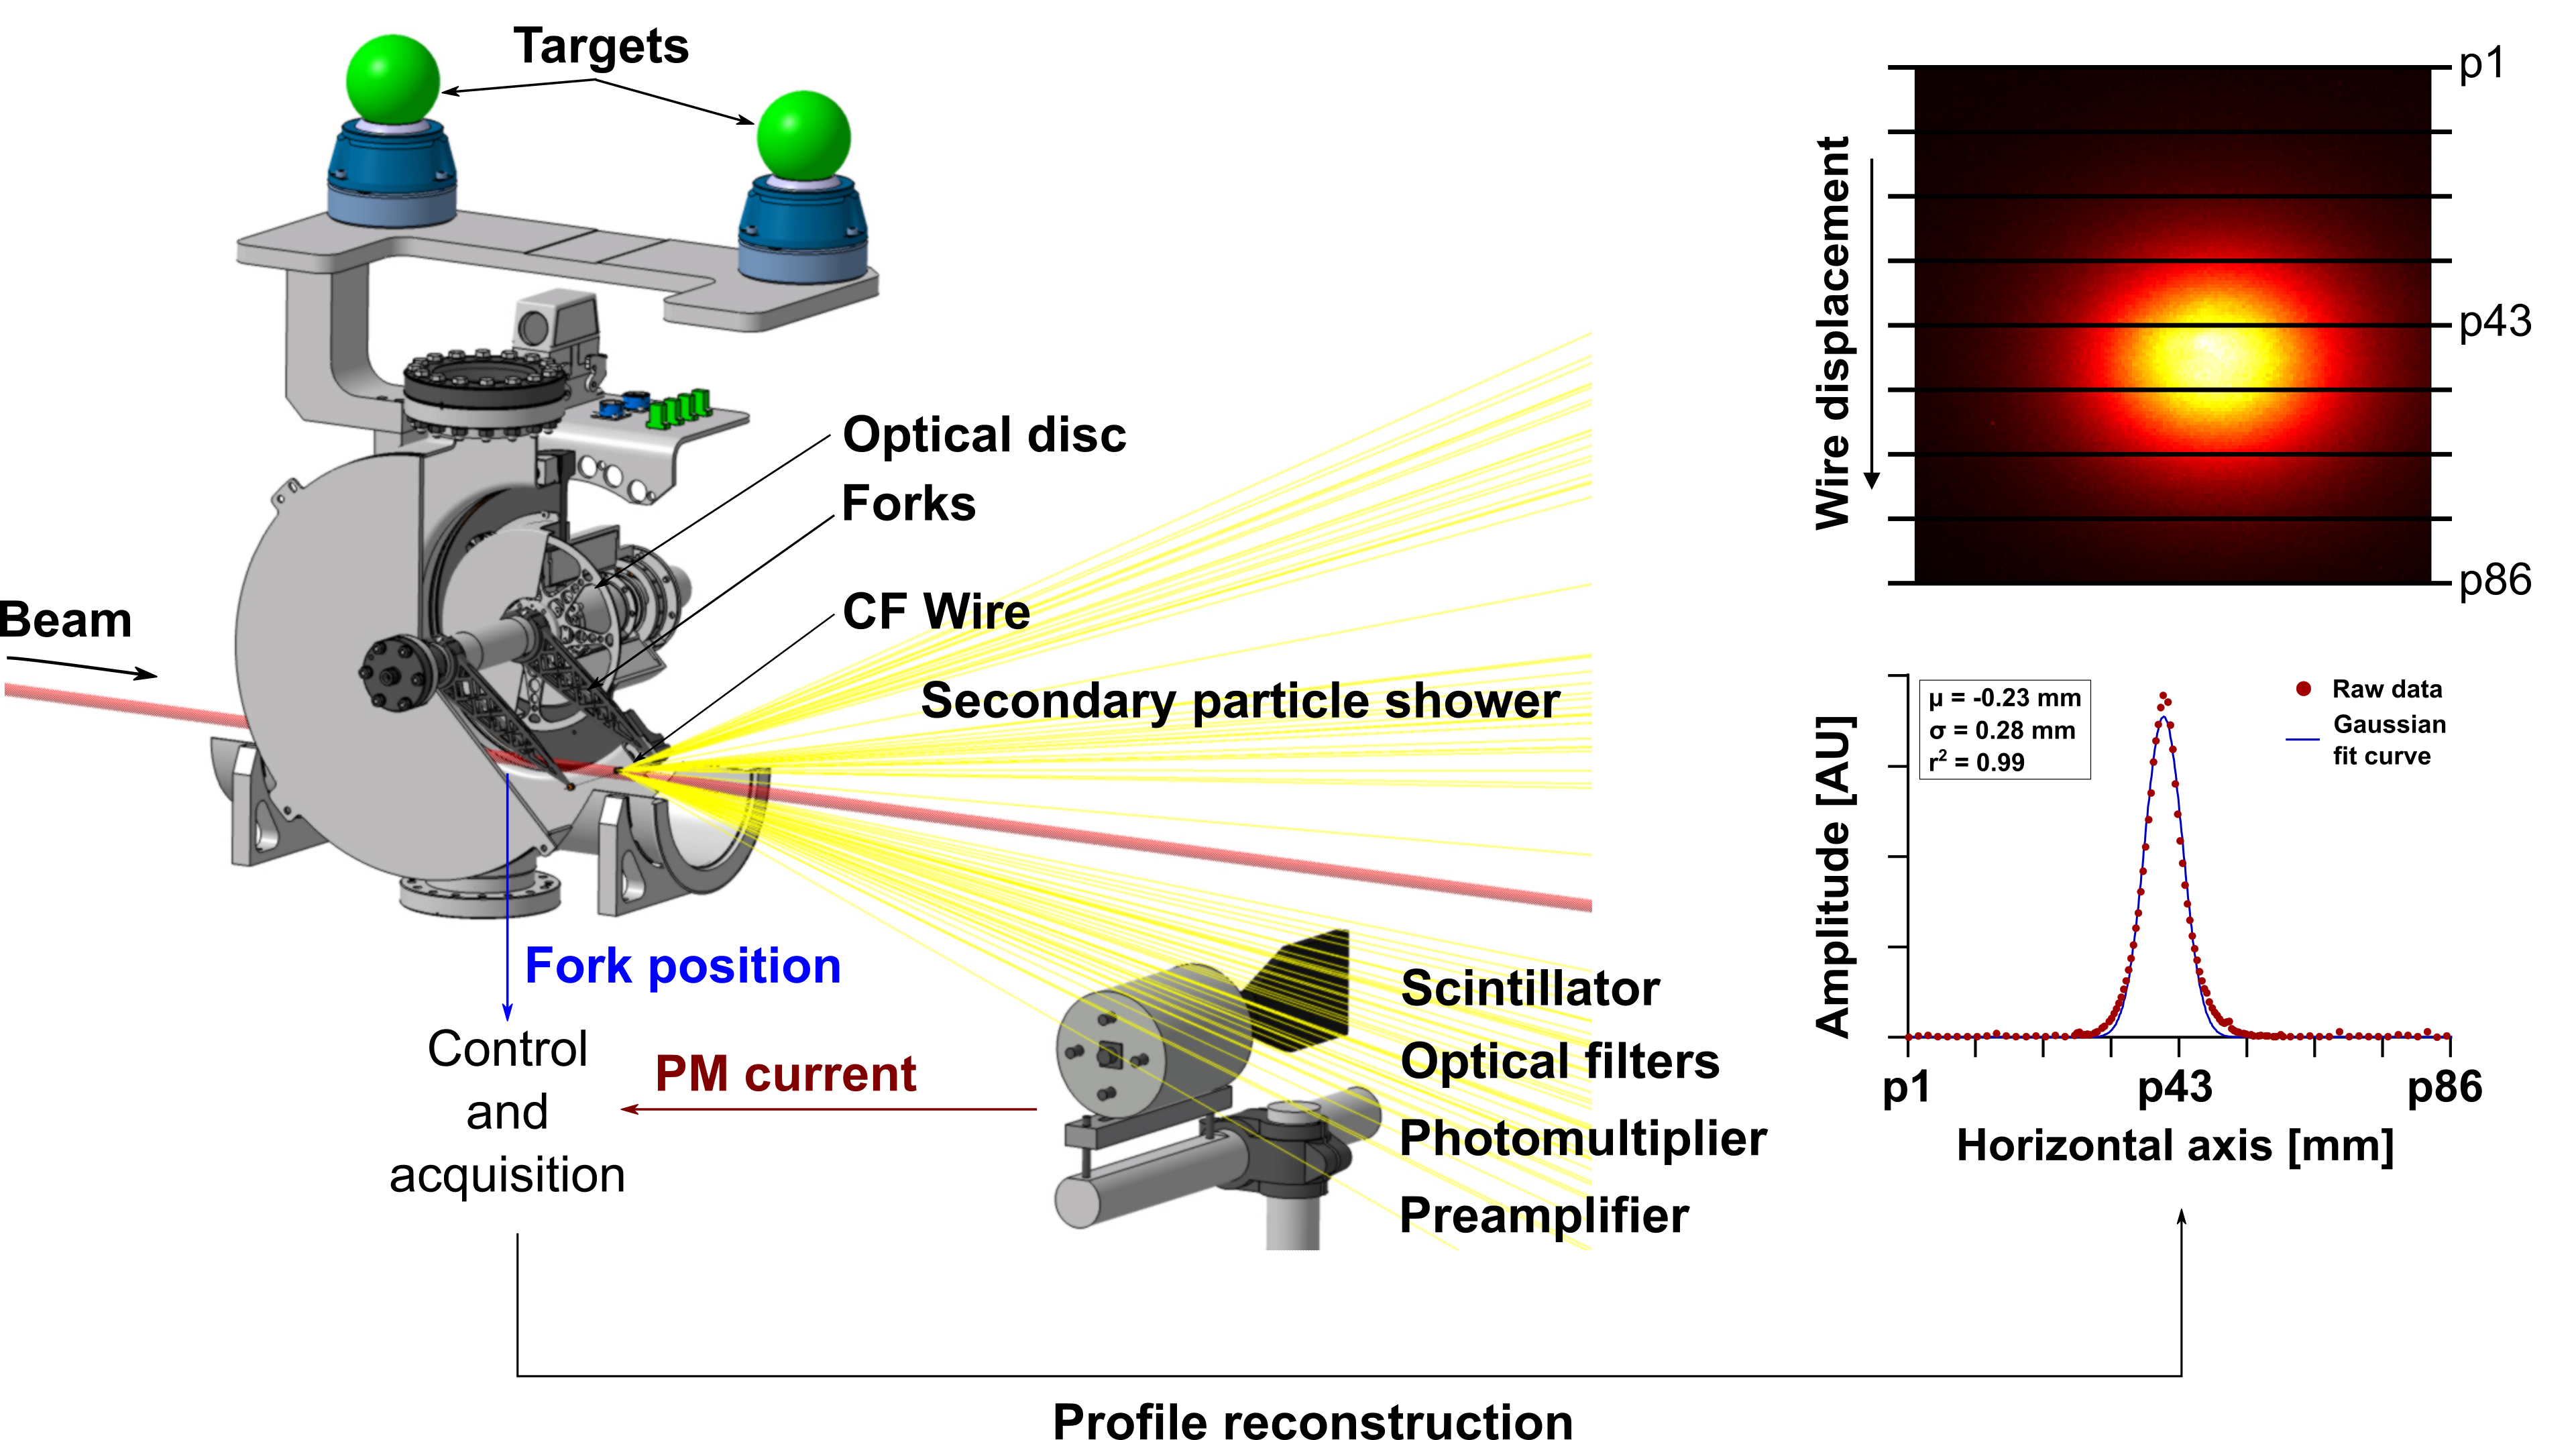 Targets
Optical disc
Forks
CF Wire
Beam
Secondary particle shower
Fork position
Control
and
acquisition
PM current
Scintillator
Optical filters
Photomultiplier
Preamplifier
Profile reconstruction
Wire displacement
p1
p43
p86
Amplitude [AU]
μ = -0.23 mm
σ = 0.28 mm
r² = 0.99
Raw data
Gaussian
fit curve
p1
p43
p86
Horizontal axis [mm]